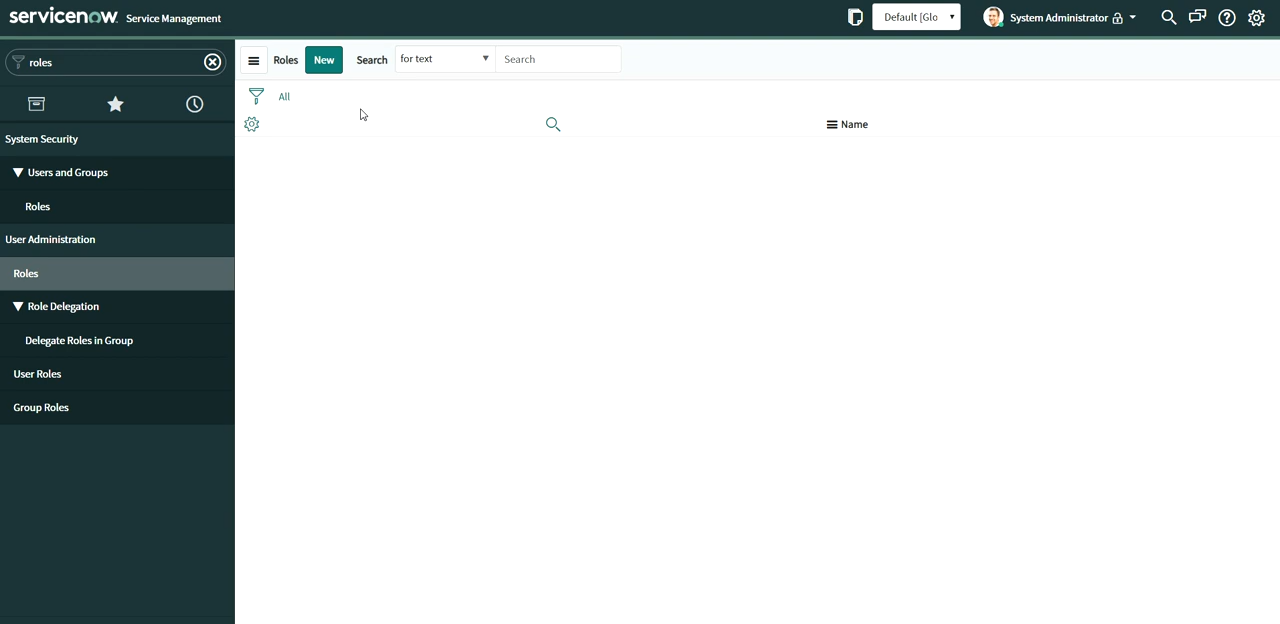 servicenow. Service Management
Default [Glo
System Administrator
roles
Roles New Search for text Search
All
Name
System Security
Users and Groups
Roles
User Administration
Roles
Role Delegation
Delegate Roles in Group
User Roles
Group Roles